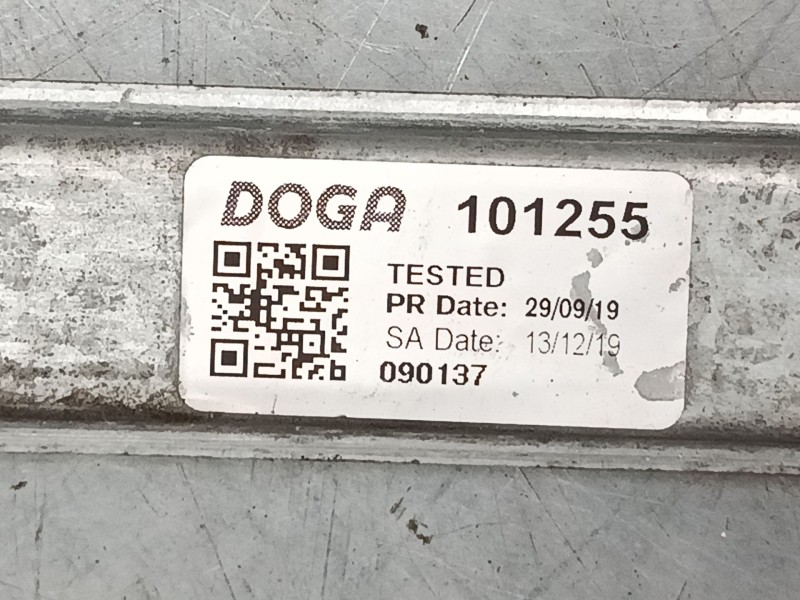 DOGA 101255
TESTED
PR Date: 29/09/19
SA Date: 13/12/19
090137